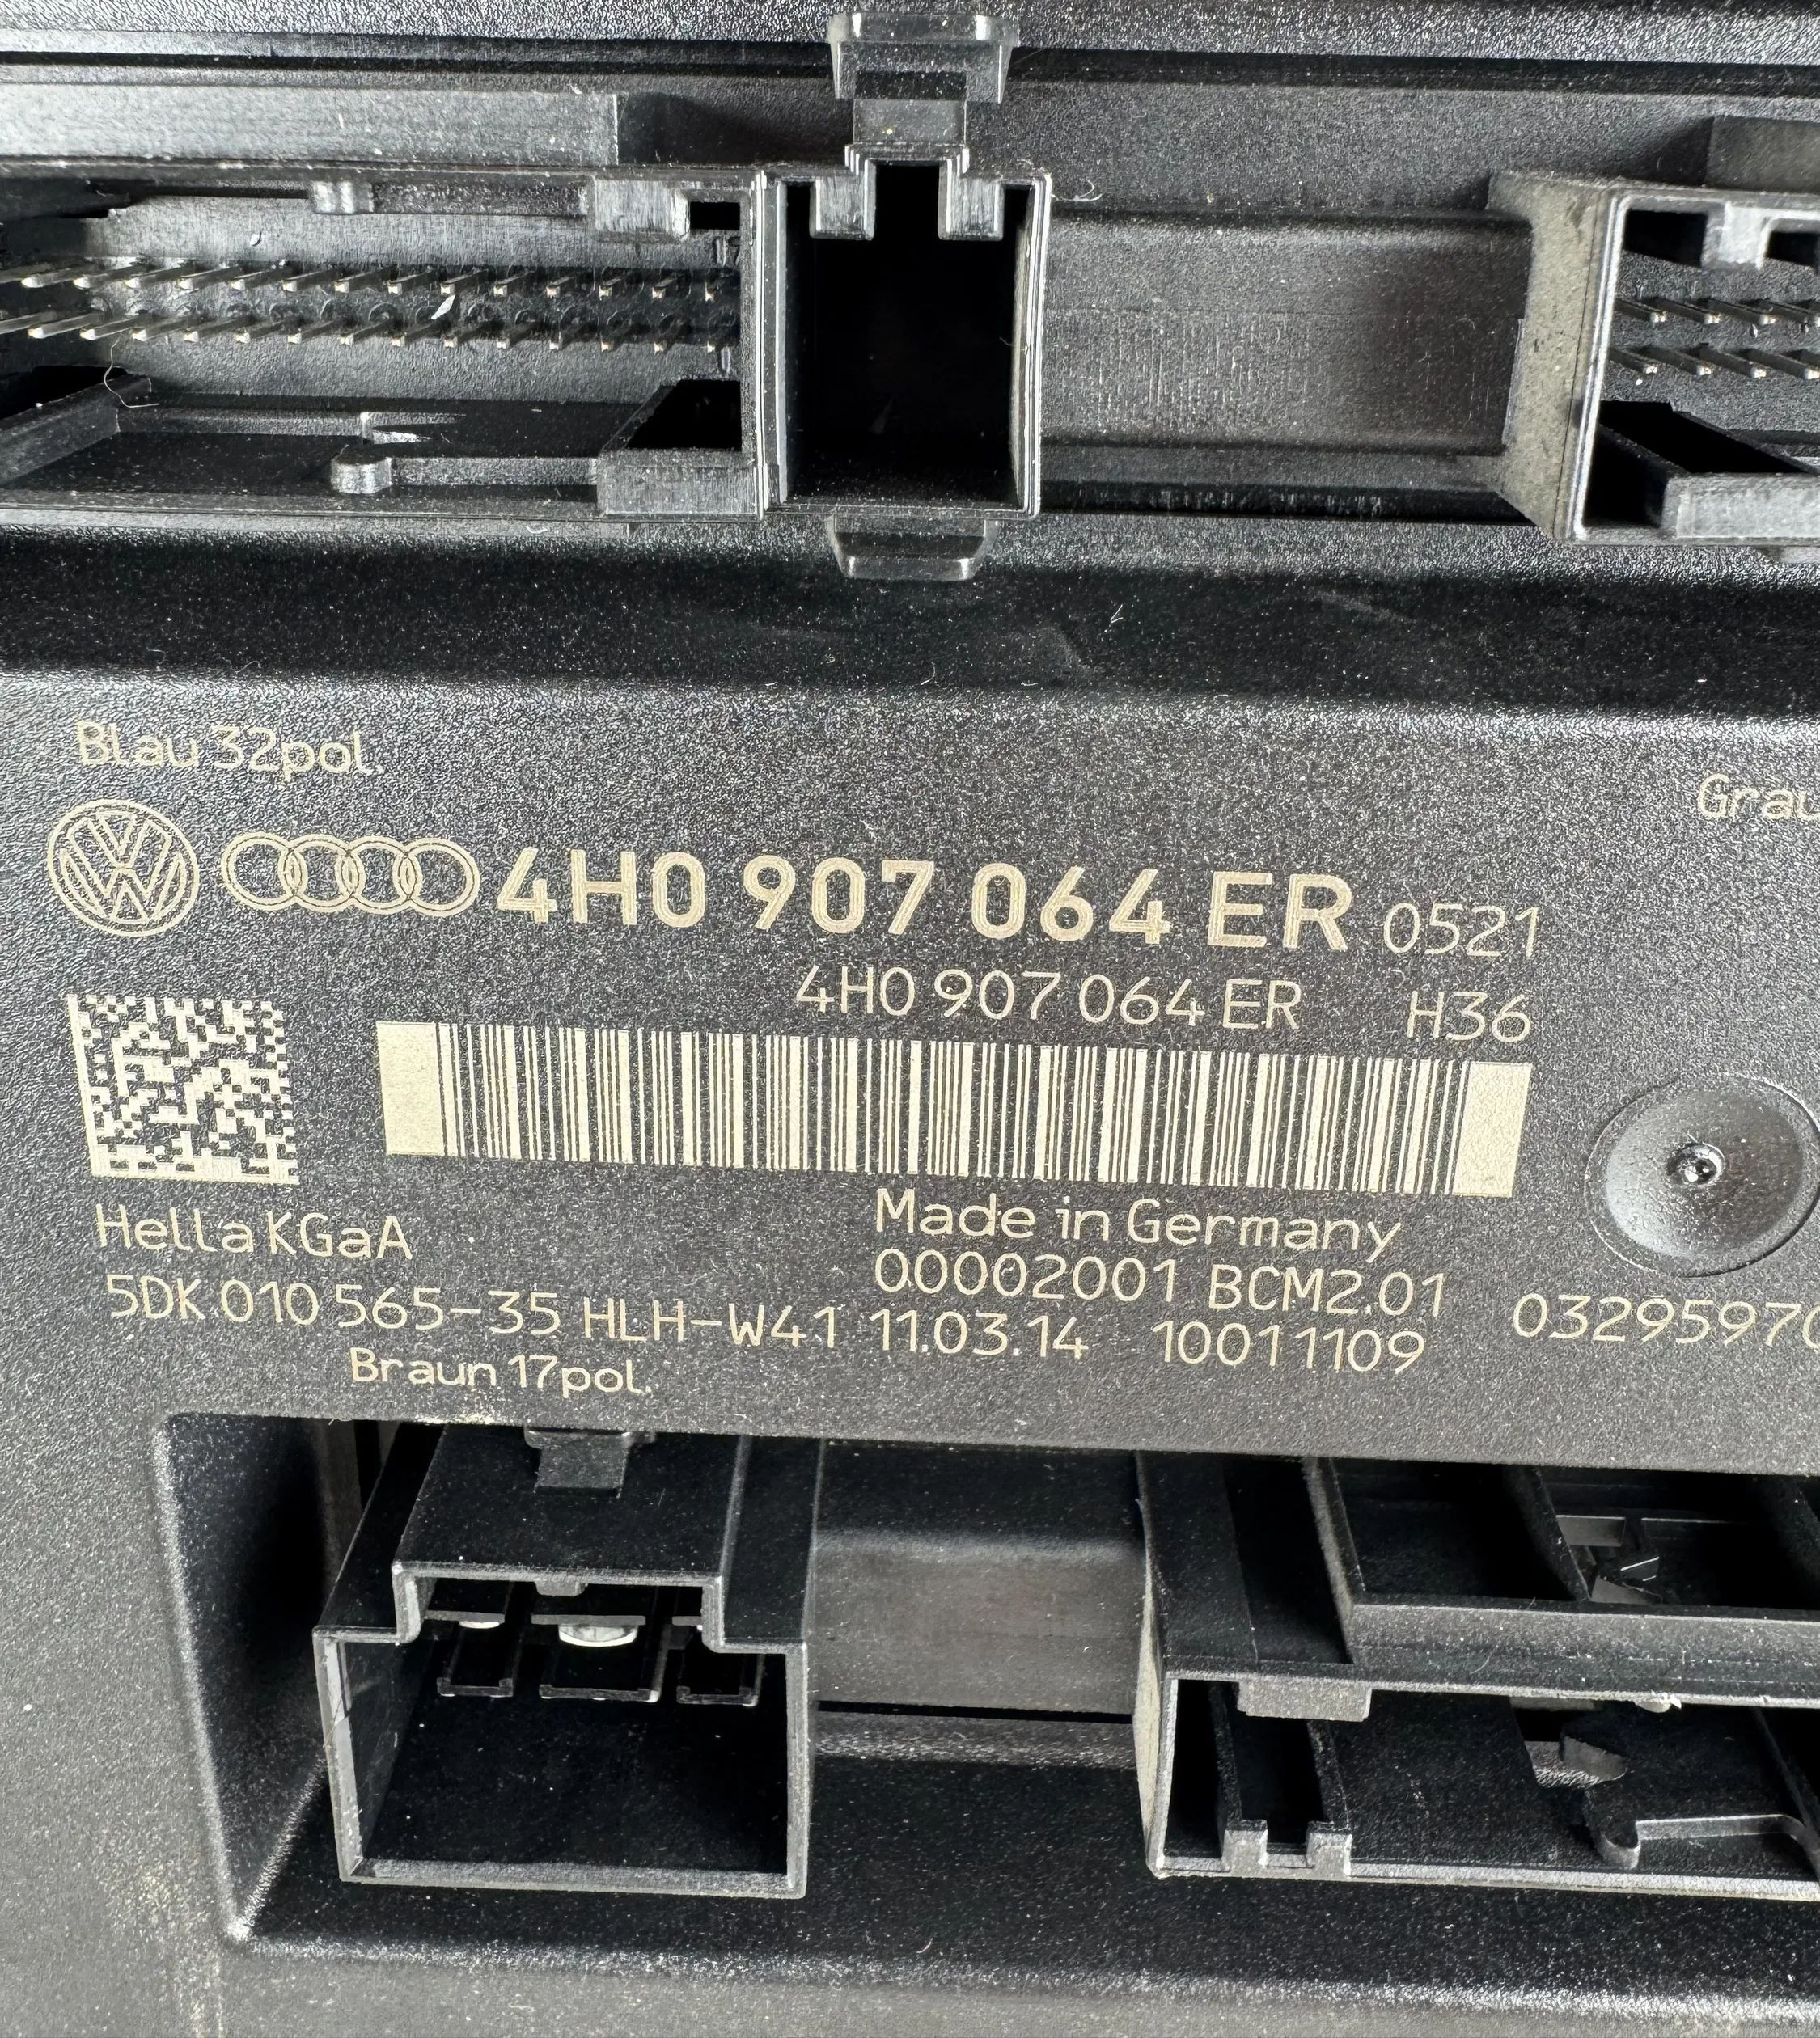 Blau 32pol.
Grau
4H0 907 064 ER 0521
4H0 907 064 ER H36
Hella KGaA
Made in Germany
00002001 BCM2.01
5DK 010 565-35 HLH-W41 11.03.14 10011109
0329597
Braun 17pol.